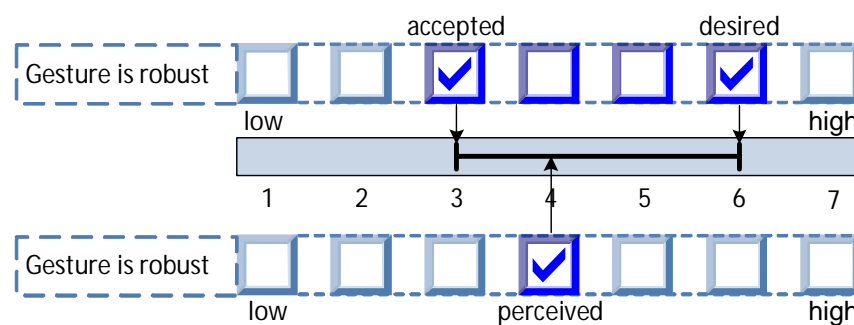 accepted desired
Gesture is robust
low high
1 2 3 4 5 6 7
Gesture is robust
low perceived high